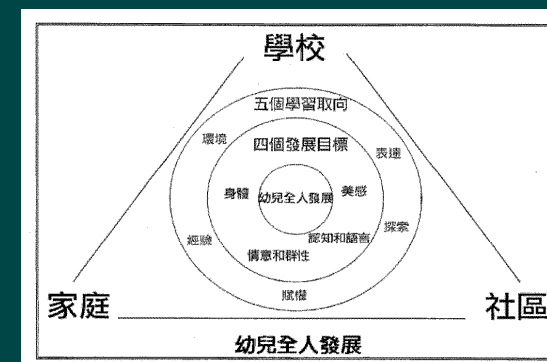 學校
五個學習取向
環境
四個發展目標
表達
身體
幼兒全人發展
美感
認知和語言
探索
經驗
情意和群性
賦權
家庭
社區
幼兒全人發展